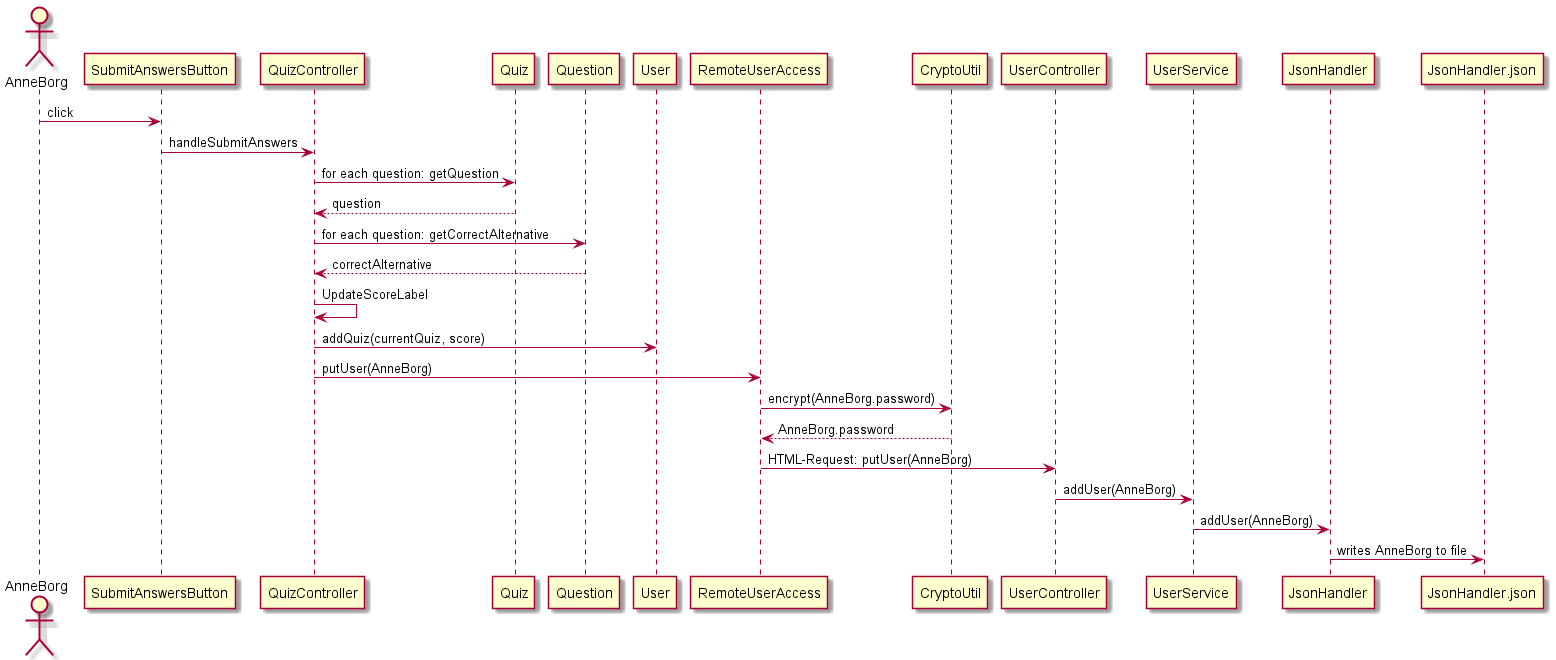 AnneBorg
SubmitAnswersButton
QuizController
Quiz
Question
User
RemoteUserAccess
CryptoUtil
UserController
UserService
JsonHandler
JsonHandler.json
click
handleSubmitAnswers
for each question: getQuestion
question
for each question: getCorrectAlternative
correctAlternative
UpdateScoreLabel
addQuiz(currentQuiz, score)
putUser(AnneBorg)
encrypt(AnneBorg.password)
AnneBorg.password
HTML-Request: putUser(AnneBorg)
addUser(AnneBorg)
addUser(AnneBorg)
writes AnneBorg to file
AnneBorg
SubmitAnswersButton
QuizController
Quiz
Question
User
RemoteUserAccess
CryptoUtil
UserController
UserService
JsonHandler
JsonHandler.json